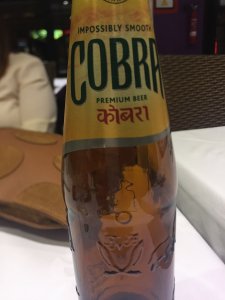 IMPOSSIBLY SMOOTH
COBRA
PREMIUM BEER
कोबरा